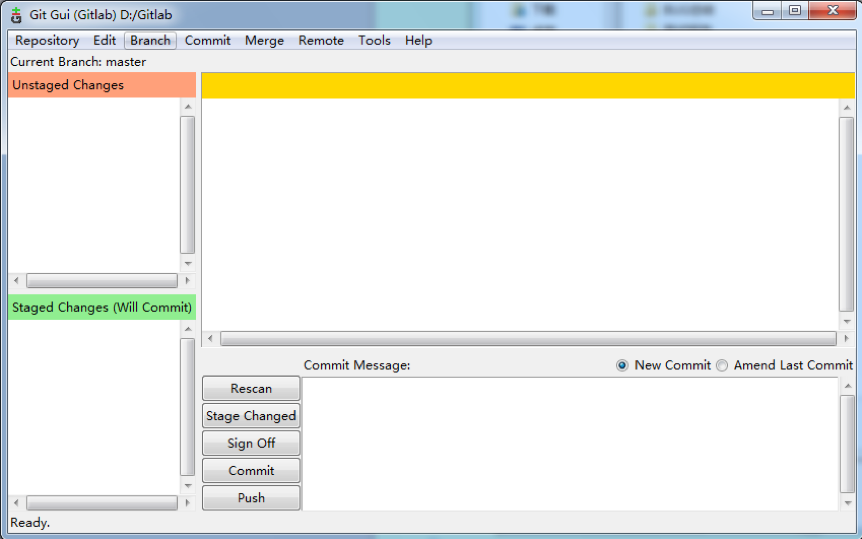 Git Gui (Gitlab) D:/Gitlab
Repository Edit Branch Commit Merge Remote Tools Help
Current Branch: master
Unstaged Changes
Staged Changes (Will Commit)
Commit Message:
New Commit
Amend Last Commit
Rescan
Stage Changed
Sign Off
Commit
Push
Ready.